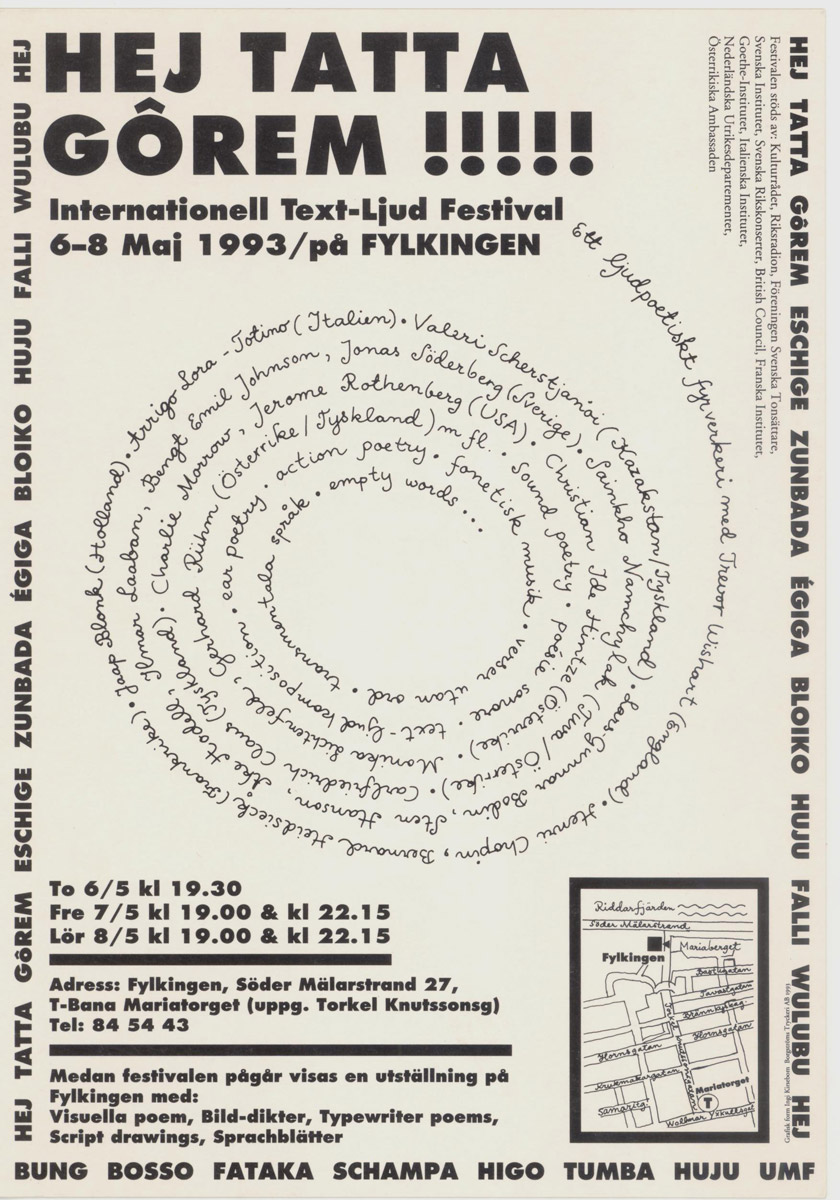 HEJ TATTA
GÔREM !!!!!
Internationell Text-Ljud Festival
6–8 Maj 1993/på FYLKINGEN
HEJ TATTA GôREM ESCHIGE ZUNBADA ÉGIGA BLOIKO HUJU FALLI WULUBU HEJ
Festivalen stöds av: Kulturrådet, Riksradion, Föreningen Svenska Tonsättare,
Svenska Institutet, Svenska Rikskonserter, British Council, Franska Institutet,
Goethe-Institutet, Italienska Institutet,
Nederländska Utrikesdepartementet,
Österrikiska Ambassaden
Ett ljudpoetiskt fyrverkeri med Trevor Wishart (England). Henri Chopin, Bernard Heidsieck (Frankrike). Jaap Blonk (Holland). Arrigo Lora-Totino (Italien). Valeri Scherstjanoi (Kazakstan/Tyskland). Lars-Gunnar Bodin, Sten Hanson, Åke Hodell, Ilmar Laaban, Bengt Emil Johnson, Jonas Söderberg (Sverige). Sainkho Namchylak (Tuva/Österrike). Carlfriedrich Claus (Tyskland). Charlie Morrow, Jerome Rothenberg (USA). Christian Ide Hintze (Österrike). Monika Lichtenfeld, Gerhard Rühm (Österrike/Tyskland) m fl. . Sound poetry. poésie sonore. text-ljud komposition. ear poetry. action poetry. fonetisk musik. verser utan ord. transmentala språk. empty words...
To 6/5 kl 19.30
Fre 7/5 kl 19.00 & kl 22.15
Lör 8/5 kl 19.00 & kl 22.15
Adress: Fylkingen, Söder Mälarstrand 27,
T-Bana Mariatorget (uppg. Torkel Knutssonsg)
Tel: 84 54 43
Medan festivalen pågår visas en utställning på
Fylkingen med:
Visuella poem, Bild-dikter, Typewriter poems,
Script drawings, Sprachblätter
Riddarfjärden
Söder Mälarstrand
Fylkingen
Mariaberget
Bastugatan
Tavastgatan
Brännkyrkag
Hornsgatan
Hornsgatan
Torkel Knutssonsgatan
Krukmakargatan
Mariatorget
T
Wollmar Yxkullsgat
Grafisk form
HEJ TATTA GôREM ESCHIGE ZUNBADA ÉGIGA BLOIKO HUJU FALLI WULUBU HEJ
BUNG BOSSO FATAKA SCHAMPA HIGO TUMBA HUJU UMF